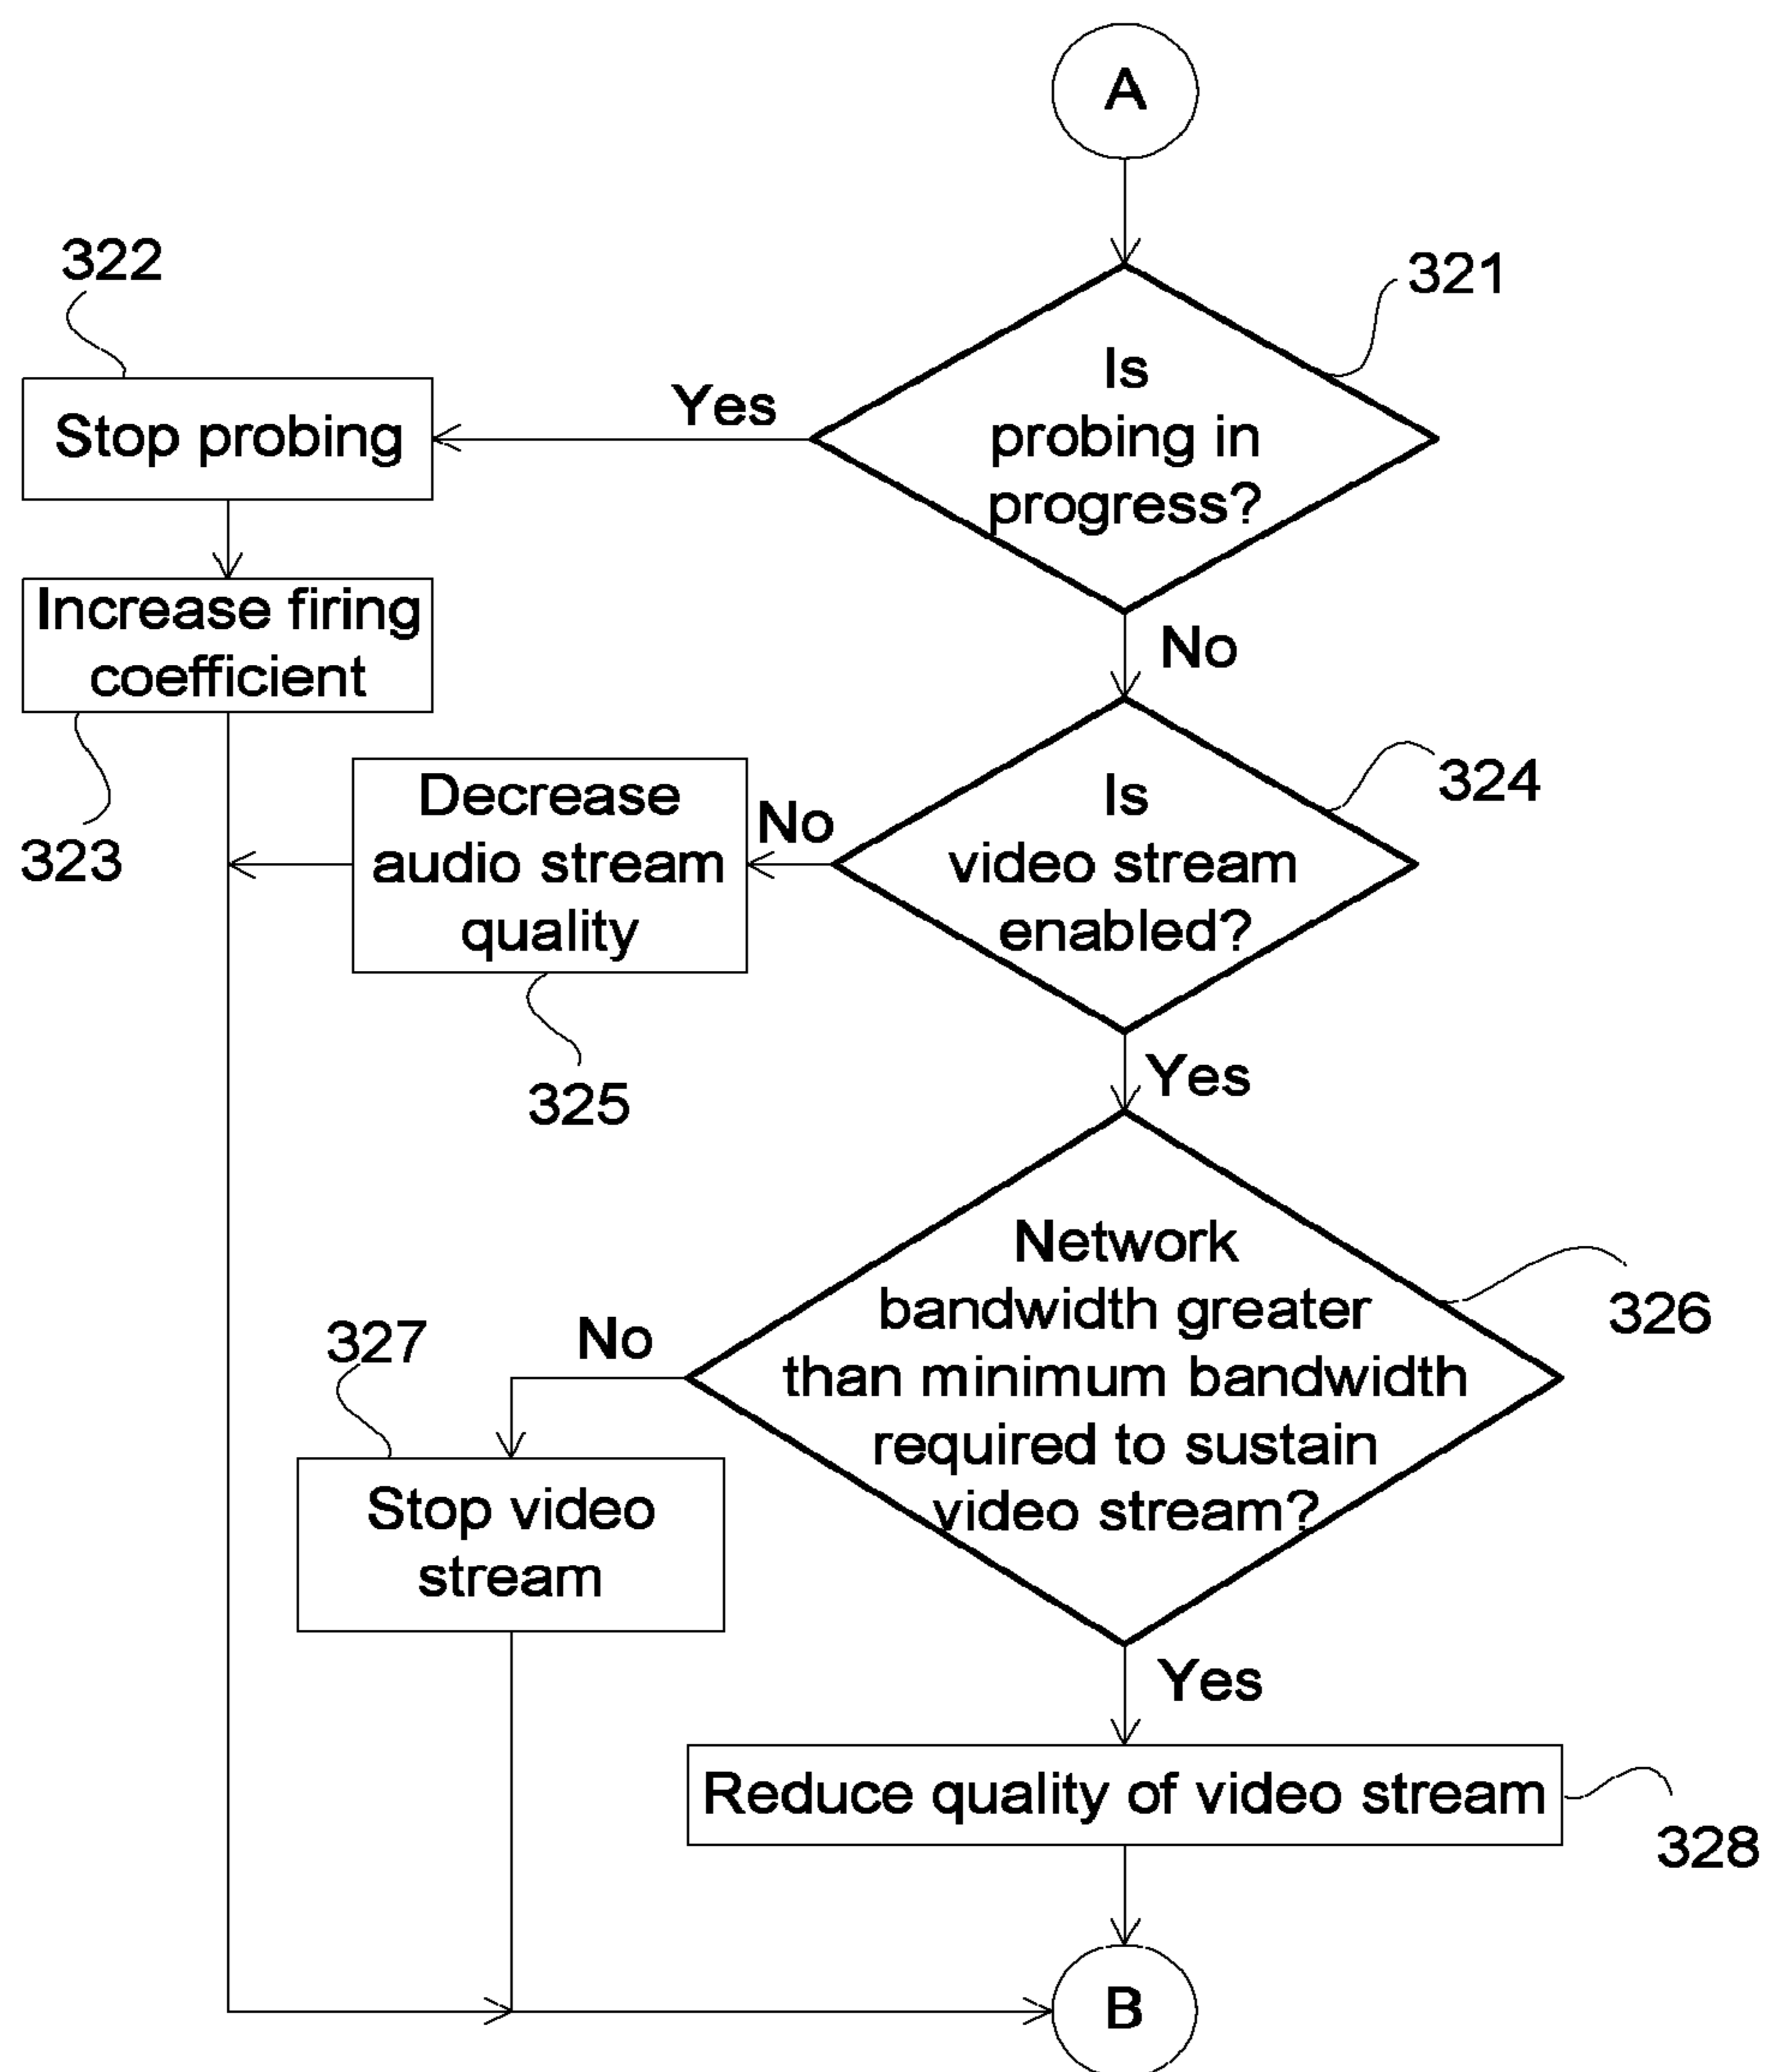 A
322
321
Is
probing in
progress?
Yes
Stop probing
Increase firing
coefficient
No
323
324
Is
video stream
enabled?
No
Decrease
audio stream
quality
325
Yes
Network
bandwidth greater
than minimum bandwidth
required to sustain
video stream?
326
No
327
Stop video
stream
Yes
Reduce quality of video stream
328
B